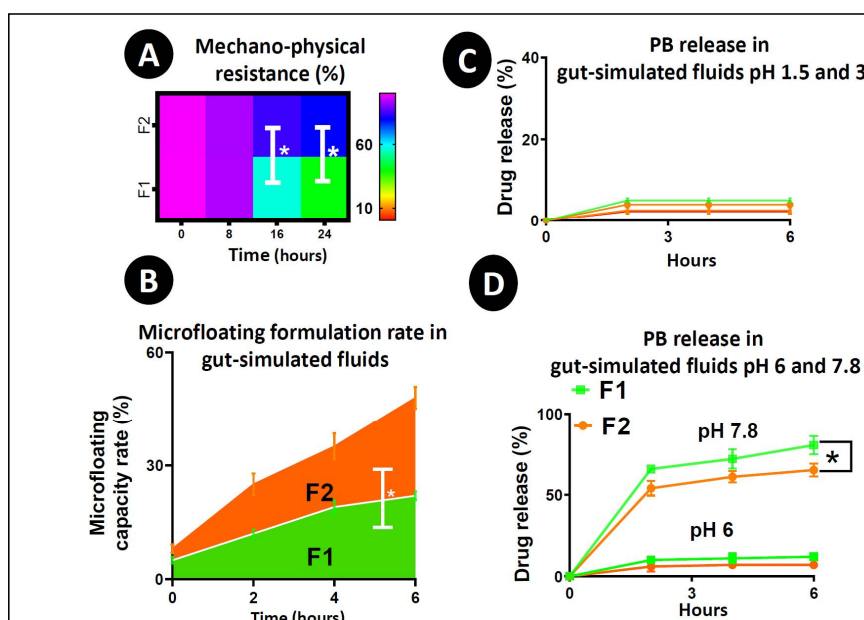 A
Mechano-physical
resistance (%)
F2
F1
*
*
60
10
0 8 16 24
Time (hours)
B
Microfloating formulation rate in
gut-simulated fluids
Microfloating
capacity rate (%)
60
30
0
F2
F1
*
0 2 4 6
Time (hours)
C
PB release in
gut-simulated fluids pH 1.5 and 3
Drug release (%)
40
20
0
0 3 6
Hours
D
PB release in
gut-simulated fluids pH 6 and 7.8
F1
F2
Drug release (%)
100
50
0
pH 7.8
*
pH 6
0 3 6
Hours